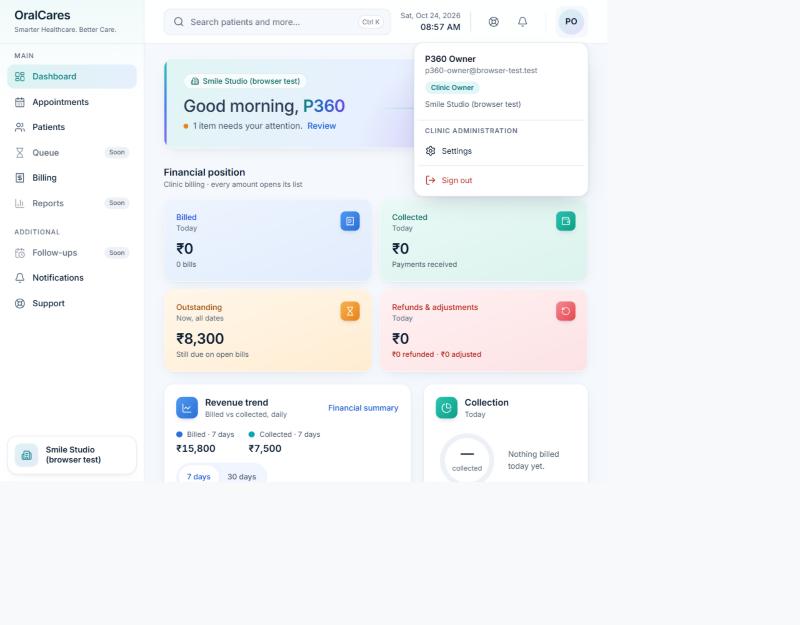 OralCares
Smarter Healthcare. Better Care.
MAIN
Dashboard
Appointments
Patients
Queue Soon
Billing
Reports Soon
ADDITIONAL
Follow-ups Soon
Notifications
Support
Smile Studio
(browser test)
Search patients and more... Ctrl K
Sat, Oct 24, 2026
08:57 AM
PO
P360 Owner
p360-owner@browser-test.test
Clinic Owner
Smile Studio (browser test)
CLINIC ADMINISTRATION
Settings
Sign out
Smile Studio (browser test)
Good morning, P360
1 item needs your attention. Review
Financial position
Clinic billing · every amount opens its list
Billed
Today
₹0
0 bills
Collected
Today
₹0
Payments received
Outstanding
Now, all dates
₹8,300
Still due on open bills
Refunds & adjustments
Today
₹0
₹0 refunded · ₹0 adjusted
Revenue trend
Billed vs collected, daily
Financial summary
Billed · 7 days Collected · 7 days
₹15,800 ₹7,500
7 days 30 days
Collection
Today
—
collected
Nothing billed
today yet.